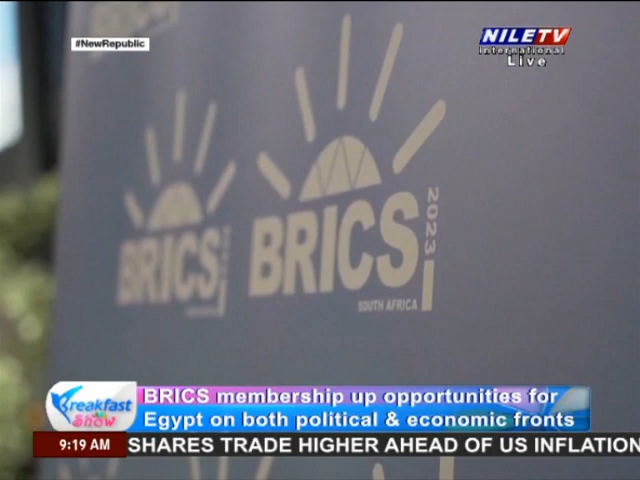 #NewRepublic
NILE TV
international
Live
BRICS
BRICS
2023
SOUTH AFRICA
Breakfast
Show
BRICS membership up opportunities for
Egypt on both political & economic fronts
9:19 AM SHARES TRADE HIGHER AHEAD OF US INFLATION